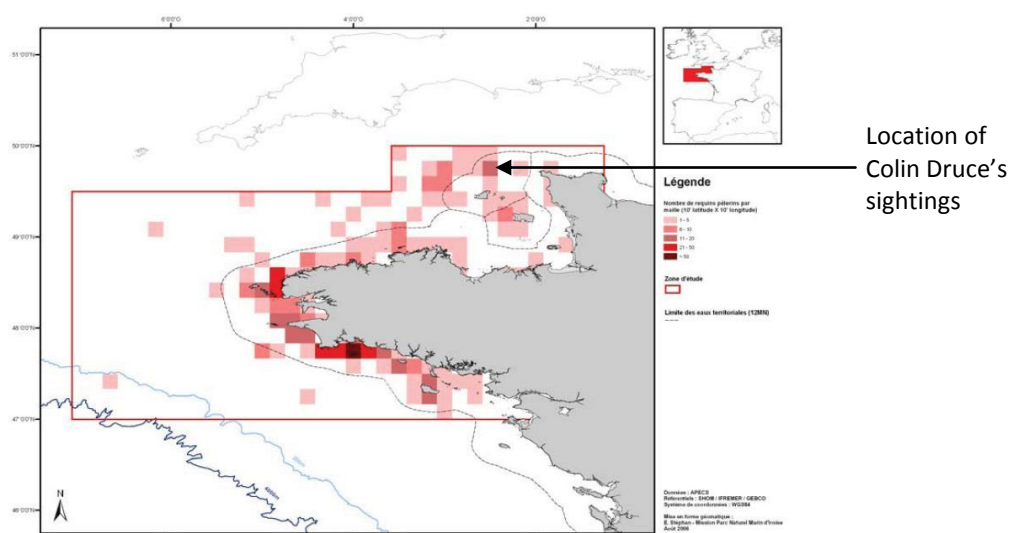 6°0'0"O
4°0'0"O
2°0'0"O
51°0'0"N
50°0'0"N
49°0'0"N
48°0'0"N
47°0'0"N
46°0'0"N
N
Location of
Colin Druce's
sightings
Légende
Nombre de requins pèlerins par
maille (10' latitude X 10' longitude)
1 - 5
6 - 10
11 - 20
21 - 50
> 50
Zone d'étude
Limite des eaux territoriales (12MN)
Données : APECS
Référentiels : SHOM / IFREMER / GEBCO
Système de coordonnées : WGS84
Mise en forme géomatique :
E. Stephan - Mission Parc Naturel Marin d'Iroise
Août 2006